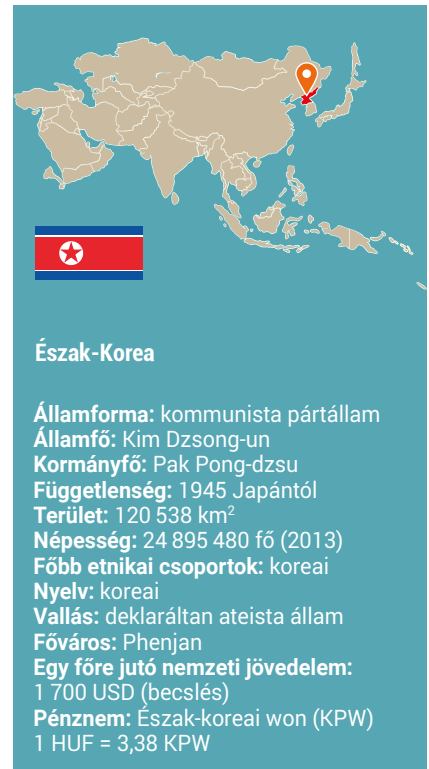 Észak-Korea
Államforma: kommunista pártállam
Államfő: Kim Dzsong-un
Kormányfő: Pak Pong-dzsu
Függetlenség: 1945 Japántól
Terület: 120 538 km²
Népesség: 24 895 480 fő (2013)
Főbb etnikai csoportok: koreai
Nyelv: koreai
Vallás: deklaráltan ateista állam
Főváros: Phenjan
Egy főre jutó nemzeti jövedelem:
1 700 USD (becslés)
Pénznem: Észak-koreai won (KPW)
1 HUF = 3,38 KPW